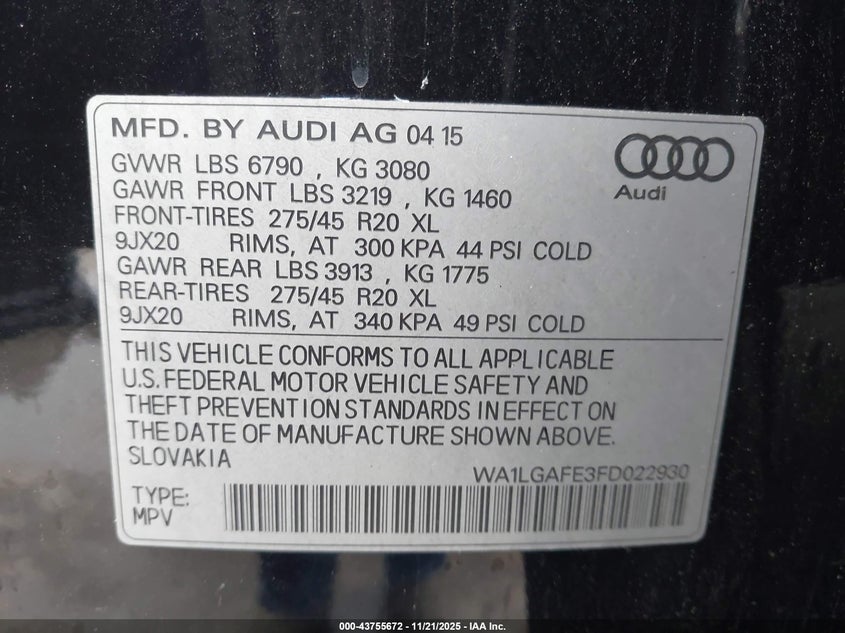 MFD. BY AUDI AG 04 15
GVWR LBS 6790 , KG 3080
GAWR FRONT LBS 3219 , KG 1460
FRONT-TIRES 275/45 R20 XL
9JX20 RIMS, AT 300 KPA 44 PSI COLD
GAWR REAR LBS 3913 , KG 1775
REAR-TIRES 275/45 R20 XL
9JX20 RIMS, AT 340 KPA 49 PSI COLD
Audi
THIS VEHICLE CONFORMS TO ALL APPLICABLE
U.S. FEDERAL MOTOR VEHICLE SAFETY AND
THEFT PREVENTION STANDARDS IN EFFECT ON
THE DATE OF MANUFACTURE SHOWN ABOVE.
SLOVAKIA
WA1LGAFE3FD022930
TYPE:
MPV
000-43755672 - 11/21/2025 - IAA Inc.